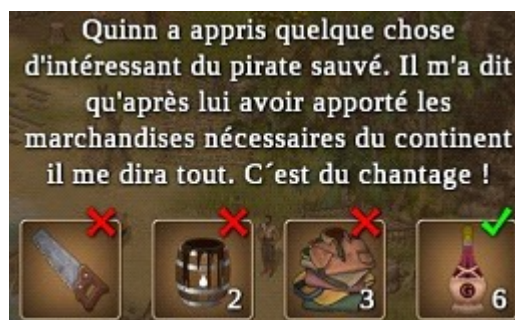 Quinn a appris quelque chose
d'intéressant du pirate sauvé. Il m'a dit
qu'après lui avoir apporté les
marchandises nécessaires du continent
il me dira tout. C´est du chantage !
2 3 G 6